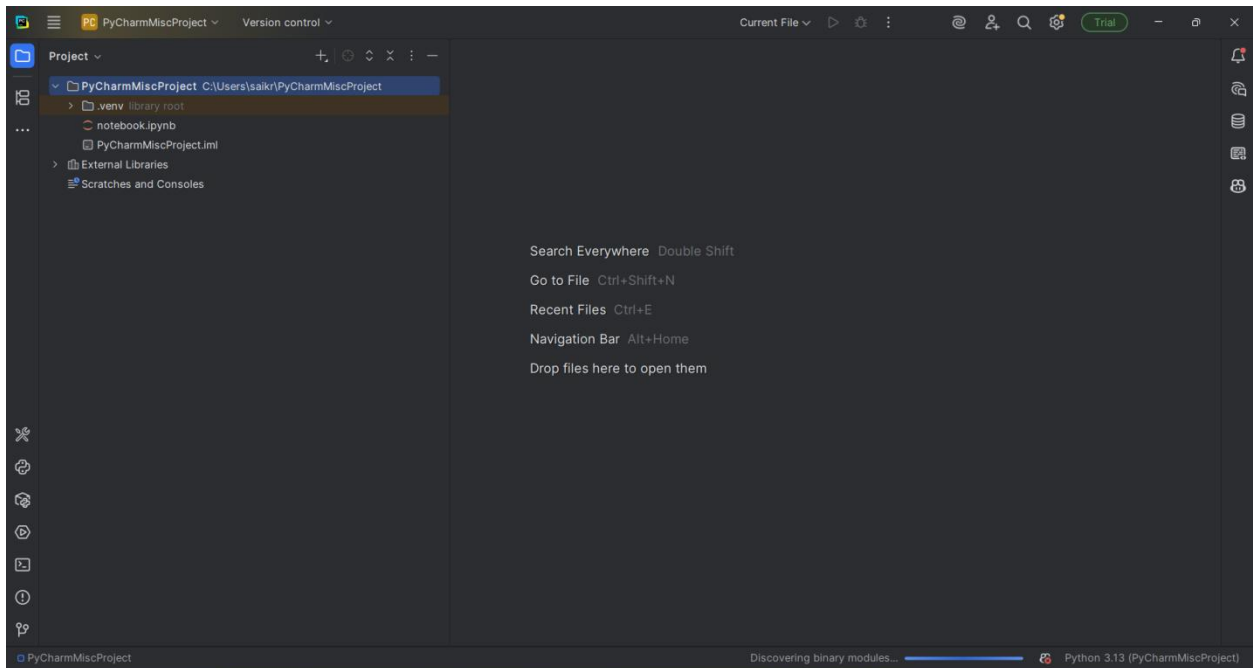 PC PyCharmMiscProject Version control Current File Trial
Project
PyCharmMiscProject C:\Users\saikr\PyCharmMiscProject
.venv library root
notebook.ipynb
PyCharmMiscProject.iml
External Libraries
Scratches and Consoles
Search Everywhere Double Shift
Go to File Ctrl+Shift+N
Recent Files Ctrl+E
Navigation Bar Alt+Home
Drop files here to open them
PyCharmMiscProject Discovering binary modules... Python 3.13 (PyCharmMiscProject)